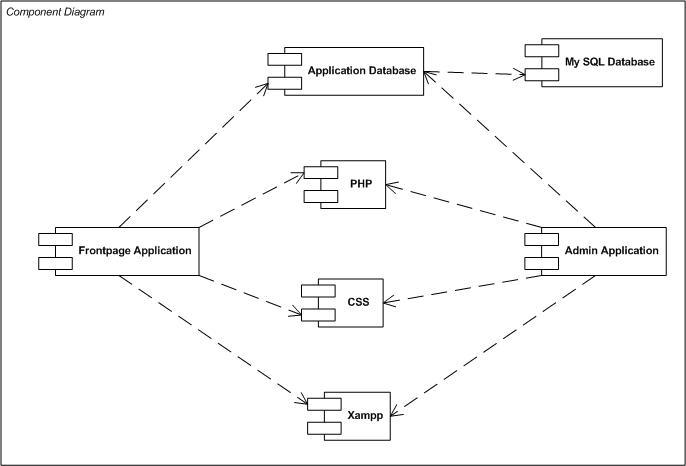 Component Diagram
Application Database
My SQL Database
PHP
Frontpage Application
Admin Application
CSS
Xampp